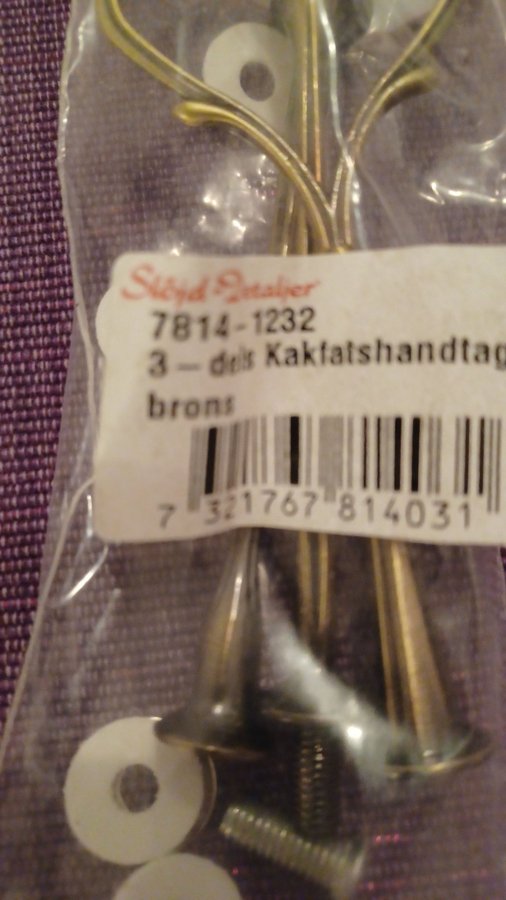 Slöjd-Detaljer
7814-1232
3-dels Kakfatshandtag
brons
7 321767 814031